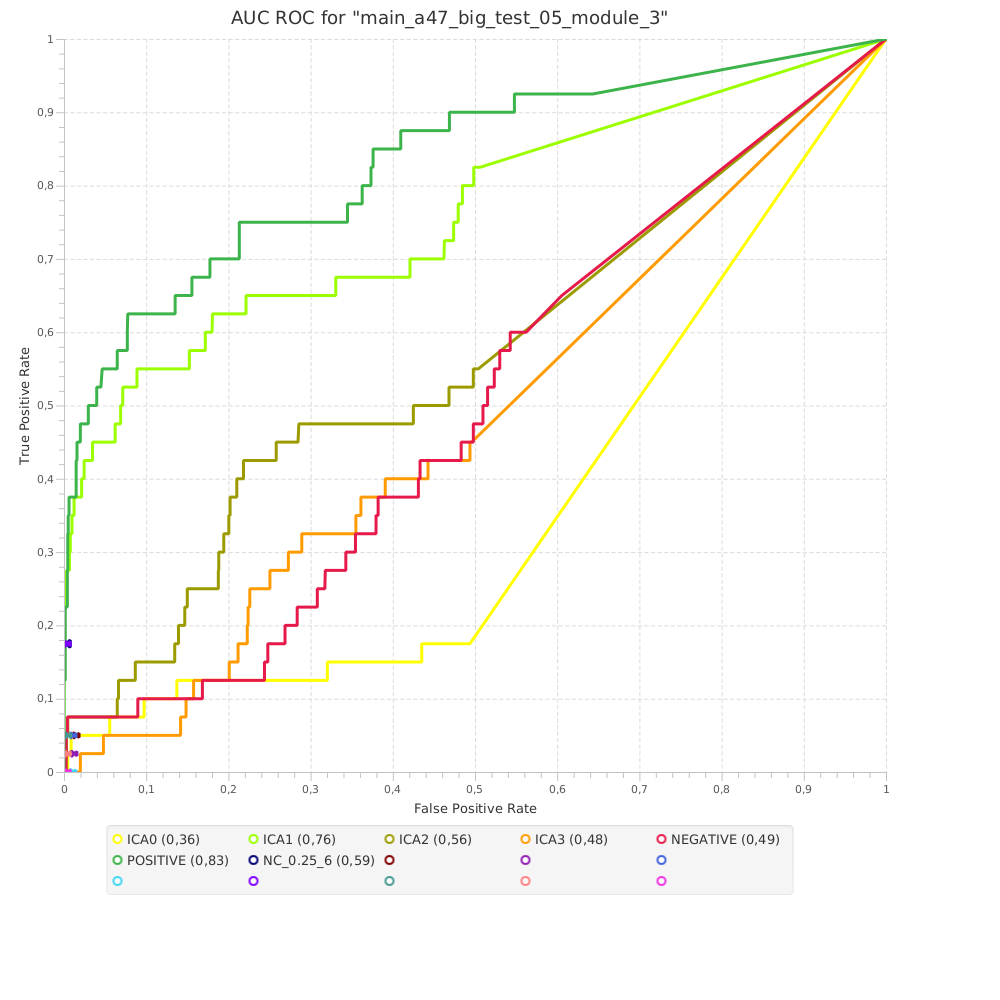 AUC ROC for "main_a47_big_test_05_module_3"
1
0,9
0,8
0,7
0,6
0,5
0,4
0,3
0,2
0,1
0
True Positive Rate
0 0,1 0,2 0,3 0,4 0,5 0,6 0,7 0,8 0,9 1
False Positive Rate
ICA0 (0,36) ICA1 (0,76) ICA2 (0,56) ICA3 (0,48) NEGATIVE (0,49)
POSITIVE (0,83) NC_0.25_6 (0,59)